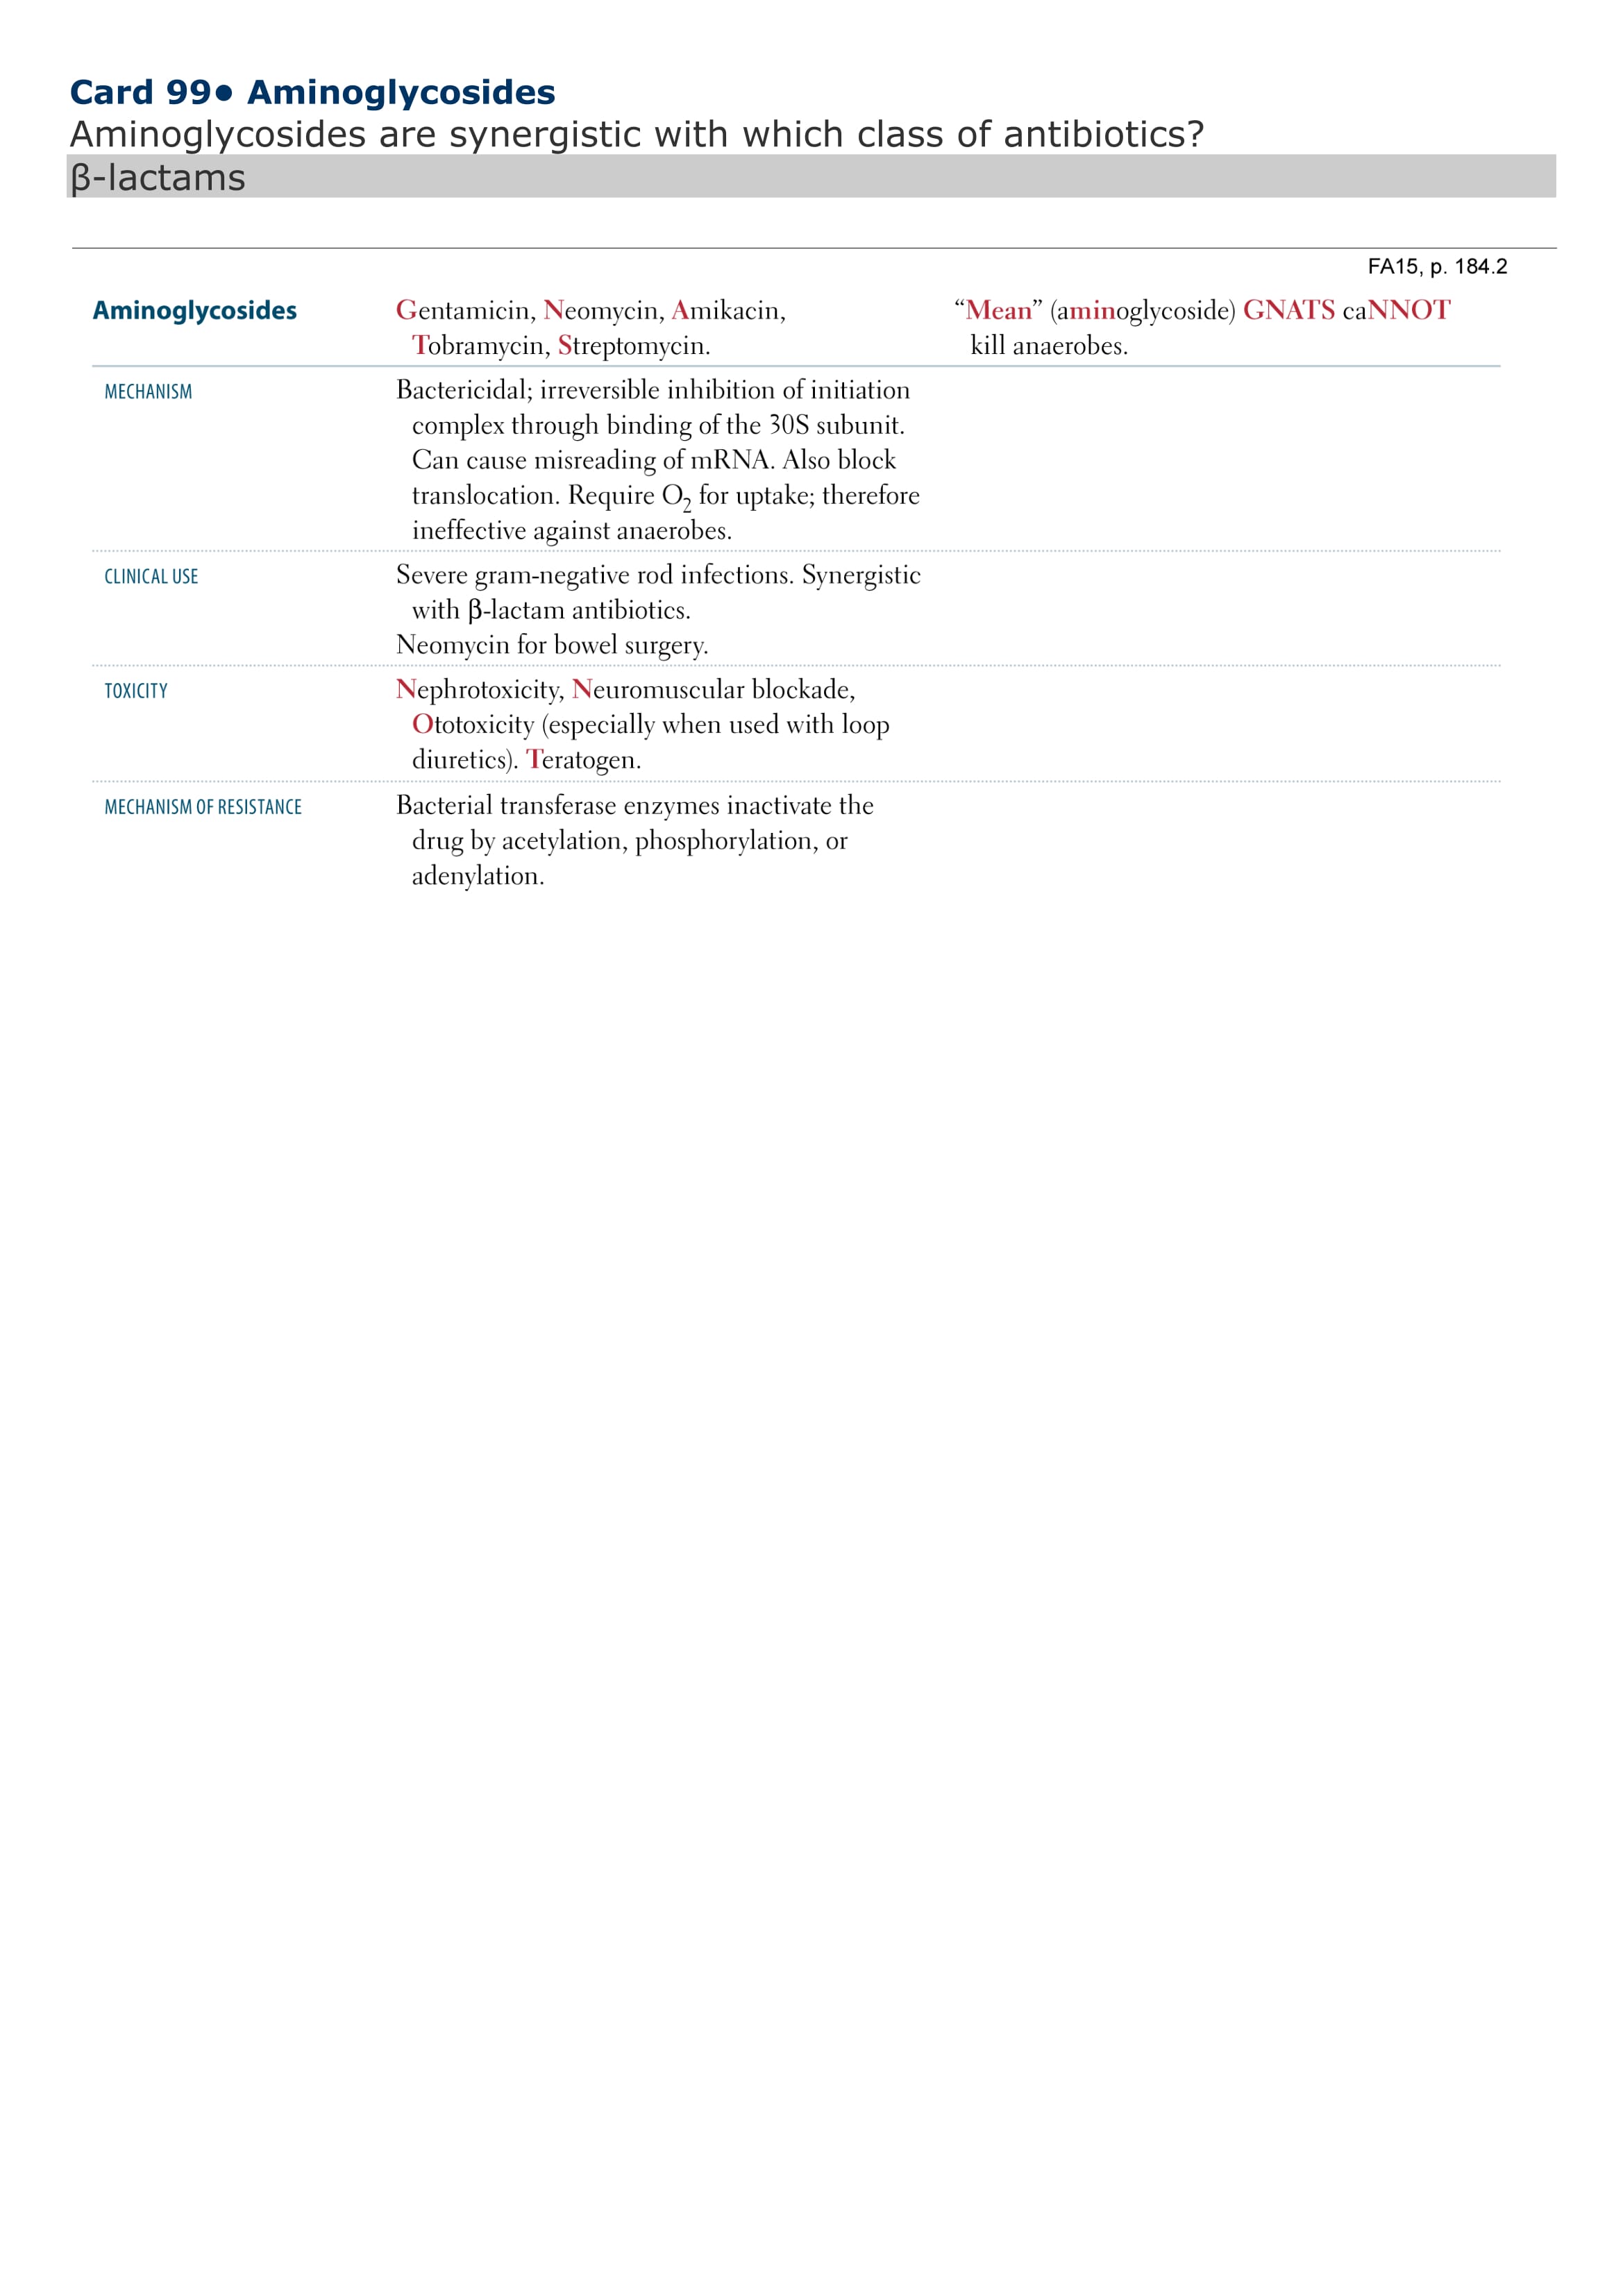 Card 99● Aminoglycosides
Aminoglycosides are synergistic with which class of antibiotics?
β-lactams
FA15, p. 184.2
Aminoglycosides
Gentamicin, Neomycin, Amikacin,
Tobramycin, Streptomycin.
“Mean” (aminoglycoside) GNATS caNNOT
kill anaerobes.
MECHANISM
Bactericidal; irreversible inhibition of initiation
complex through binding of the 30S subunit.
Can cause misreading of mRNA. Also block
translocation. Require O₂ for uptake; therefore
ineffective against anaerobes.
CLINICAL USE
Severe gram-negative rod infections. Synergistic
with β-lactam antibiotics.
Neomycin for bowel surgery.
TOXICITY
Nephrotoxicity, Neuromuscular blockade,
Ototoxicity (especially when used with loop
diuretics). Teratogen.
MECHANISM OF RESISTANCE
Bacterial transferase enzymes inactivate the
drug by acetylation, phosphorylation, or
adenylation.